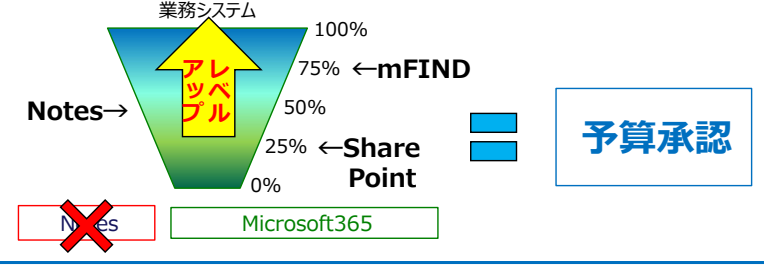 業務システム
100%
レベルアップ
75% ←mFIND
Notes→
50%
25% ←Share
Point
0%
予算承認
Notes
Microsoft365